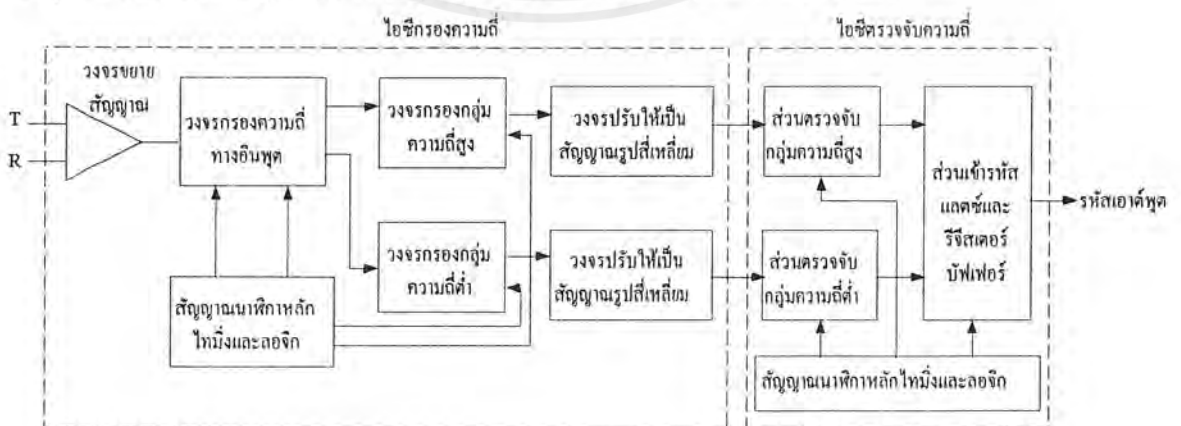 ไอซีกรองความถี่
ไอซีตรวจจับความถี่
วงจรขยาย
สัญญาณ
T
R
วงจรกรองความถี่
ทางอินพุต
วงจรกรองกลุ่ม
ความถี่สูง
วงจรปรับให้เป็น
สัญญาณรูปสี่เหลี่ยม
ส่วนตรวจจับ
กลุ่มความถี่สูง
ส่วนเข้ารหัส
แลตซ์และ
รีจีสเตอร์
บัฟเฟอร์
รหัสเอาต์พุต
วงจรกรองกลุ่ม
ความถี่ต่ำ
วงจรปรับให้เป็น
สัญญาณรูปสี่เหลี่ยม
ส่วนตรวจจับ
กลุ่มความถี่ต่ำ
สัญญาณนาฬิกาหลัก
ไทมิ่งและลอจิก
สัญญาณนาฬิกาหลักไทมิ่งและลอจิก